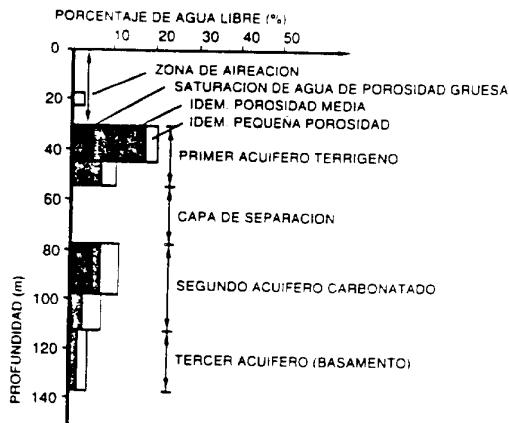 PORCENTAJE DE AGUA LIBRE (%)
0 10 20 30 40 50
ZONA DE AIREACION
20
SATURACION DE AGUA DE POROSIDAD GRUESA
IDEM. POROSIDAD MEDIA
IDEM. PEQUEÑA POROSIDAD
40
PRIMER ACUIFERO TERRIGENO
60
CAPA DE SEPARACION
80
SEGUNDO ACUIFERO CARBONATADO
100
120
TERCER ACUIFERO (BASAMENTO)
140
PROFUNDIDAD (m)